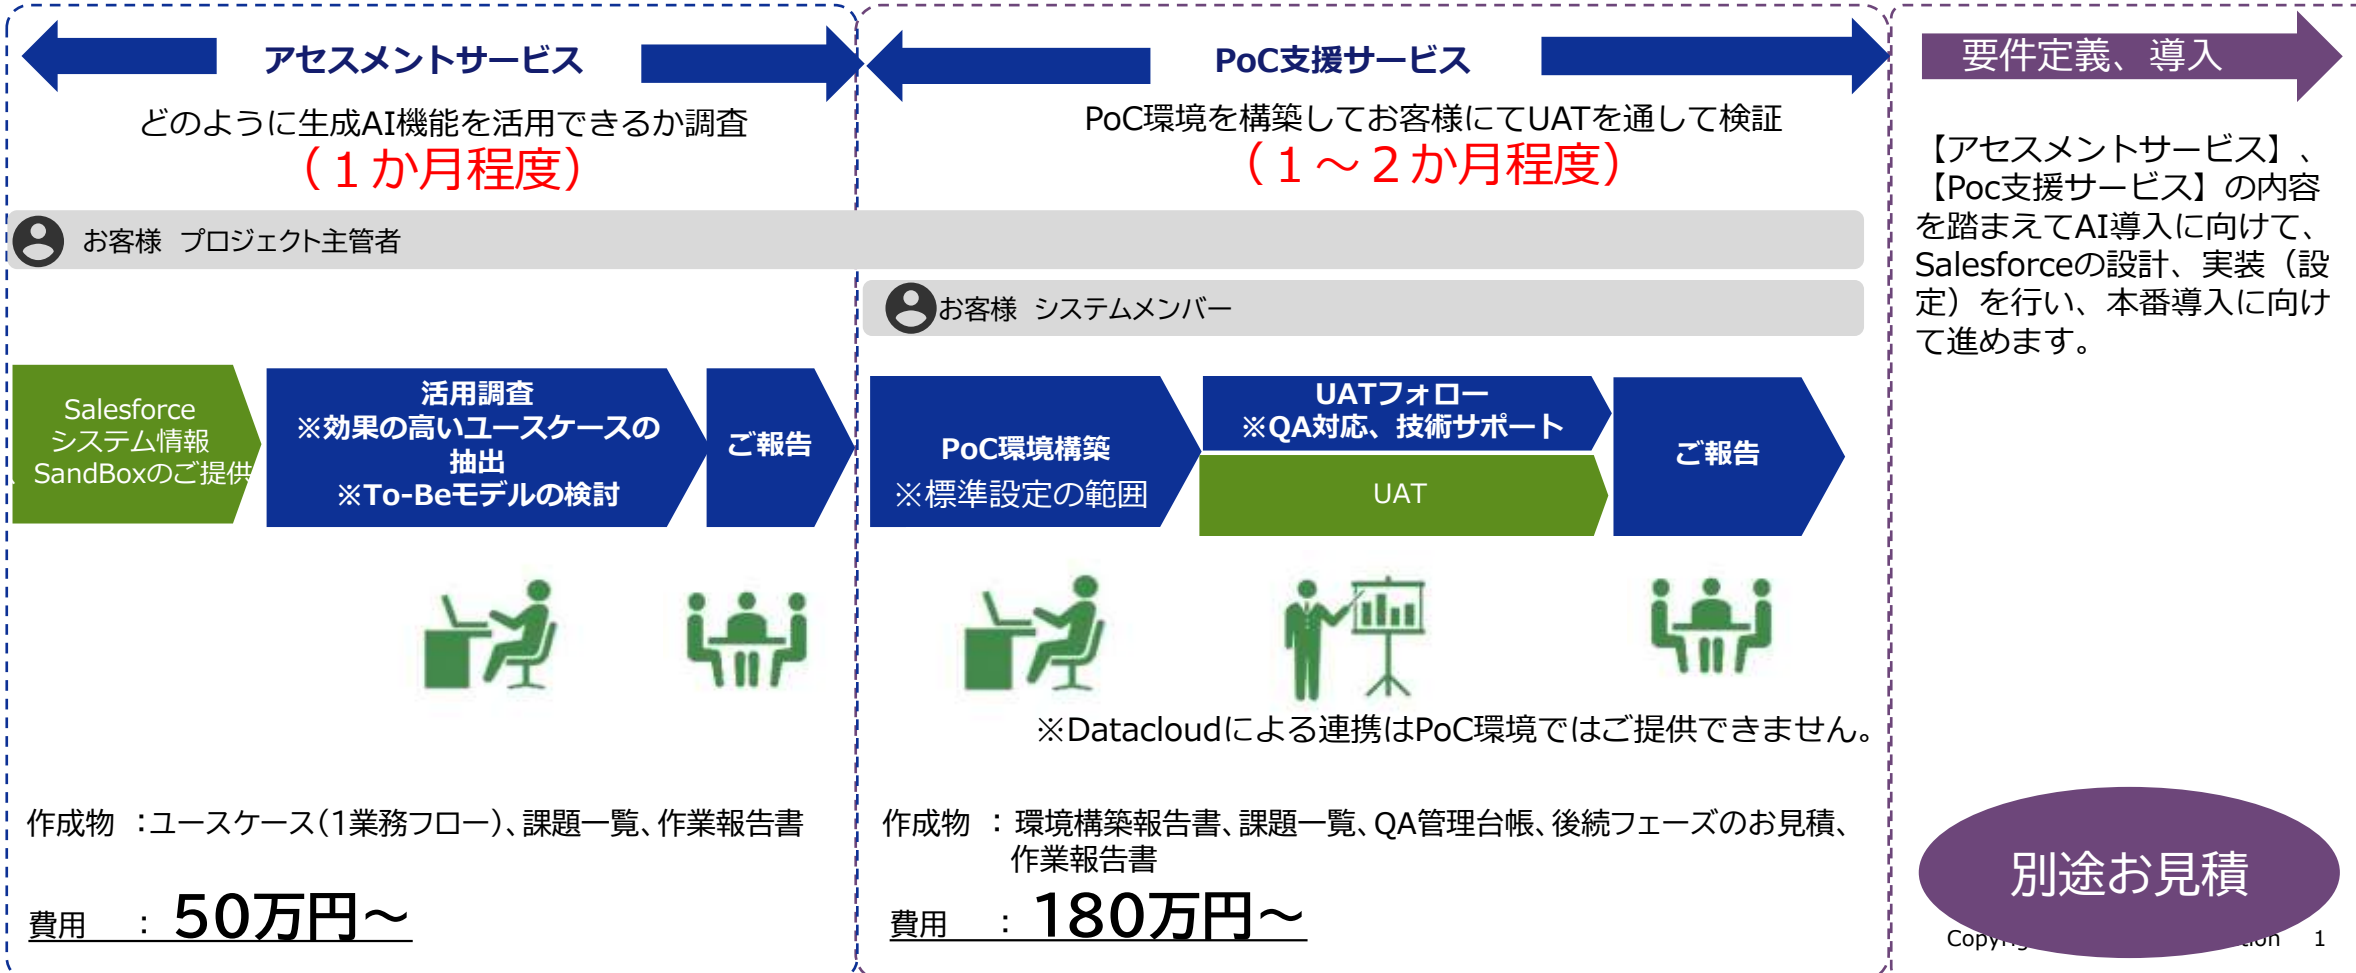 アセスメントサービス
どのように生成AI機能を活用できるか調査
（１か月程度）
PoC支援サービス
PoC環境を構築してお客様にてUATを通して検証
（１～２か月程度）
要件定義、導入
【アセスメントサービス】、
【Poc支援サービス】の内容
を踏まえてAI導入に向けて、
Salesforceの設計、実装（設
定）を行い、本番導入に向け
て進めます。
お客様　プロジェクト主管者
お客様　システムメンバー
Salesforce
システム情報
、SandBoxのご提供
活用調査
※効果の高いユースケースの
抽出
※To-Beモデルの検討
ご報告
PoC環境構築
※標準設定の範囲
UATフォロー
※QA対応、技術サポート
UAT
ご報告
※Datacloudによる連携はPoC環境ではご提供できません。
作成物　：ユースケース（1業務フロー）、課題一覧、作業報告書
費用　　：50万円～
作成物　：環境構築報告書、課題一覧、QA管理台帳、後続フェーズのお見積、
作業報告書
費用　　：180万円～
別途お見積
1